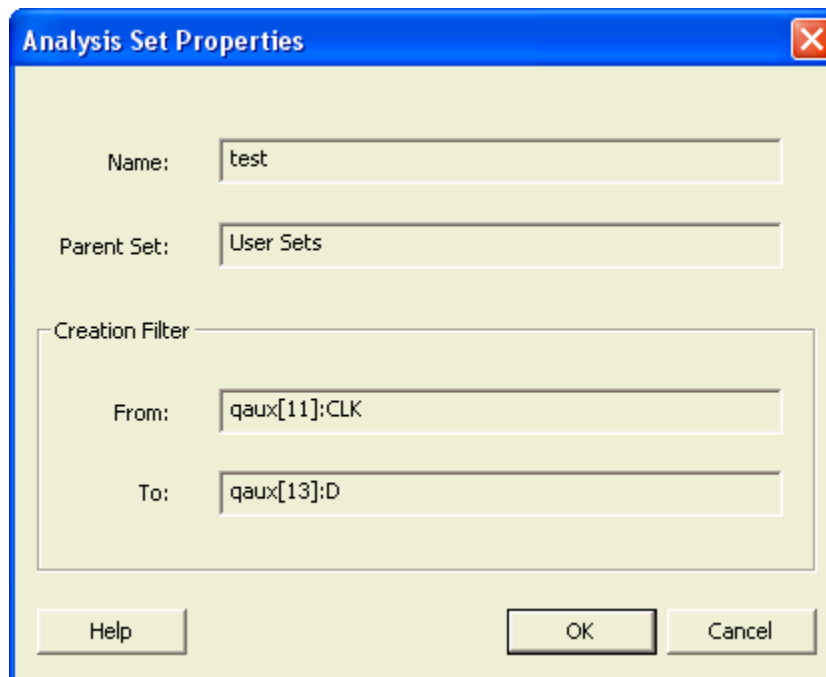 Analysis Set Properties
Name: test
Parent Set: User Sets
Creation Filter
From: qaux[11]:CLK
To: qaux[13]:D
Help OK Cancel